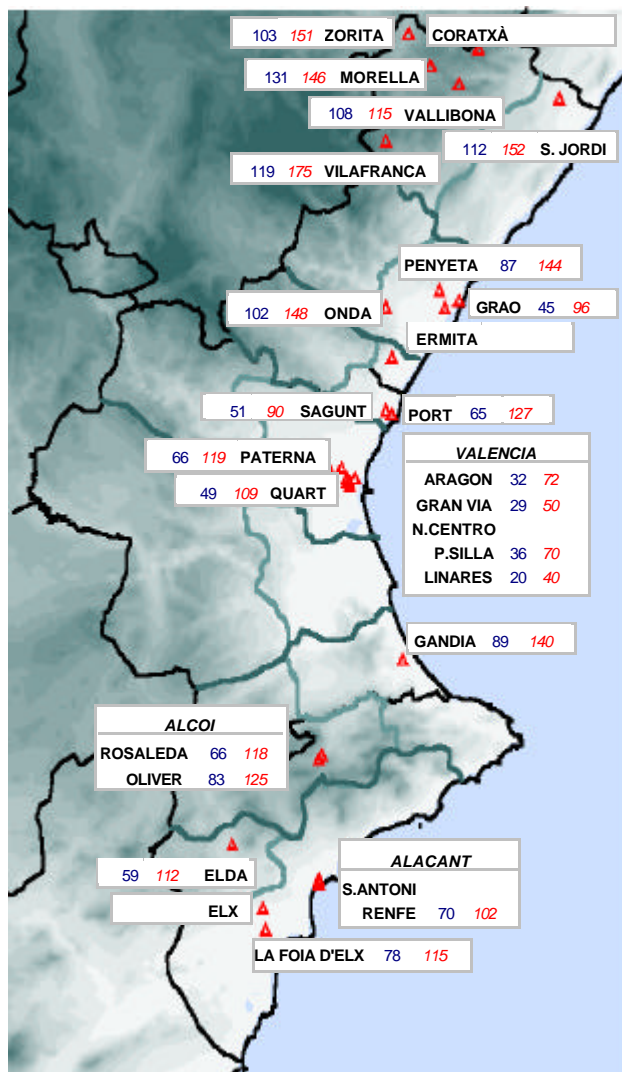 103 151 ZORITA
CORATXÀ
131 146 MORELLA
108 115 VALLIBONA
112 152 S. JORDI
119 175 VILAFRANCA
PENYETA 87 144
102 148 ONDA
GRAO 45 96
ERMITA
51 90 SAGUNT
PORT 65 127
66 119 PATERNA
49 109 QUART
VALENCIA
ARAGON 32 72
GRAN VIA 29 50
N.CENTRO
P.SILLA 36 70
LINARES 20 40
GANDIA 89 140
ALCOI
ROSALEDA 66 118
OLIVER 83 125
59 112 ELDA
ELX
ALACANT
S.ANTONI
RENFE 70 102
LA FOIA D'ELX 78 115